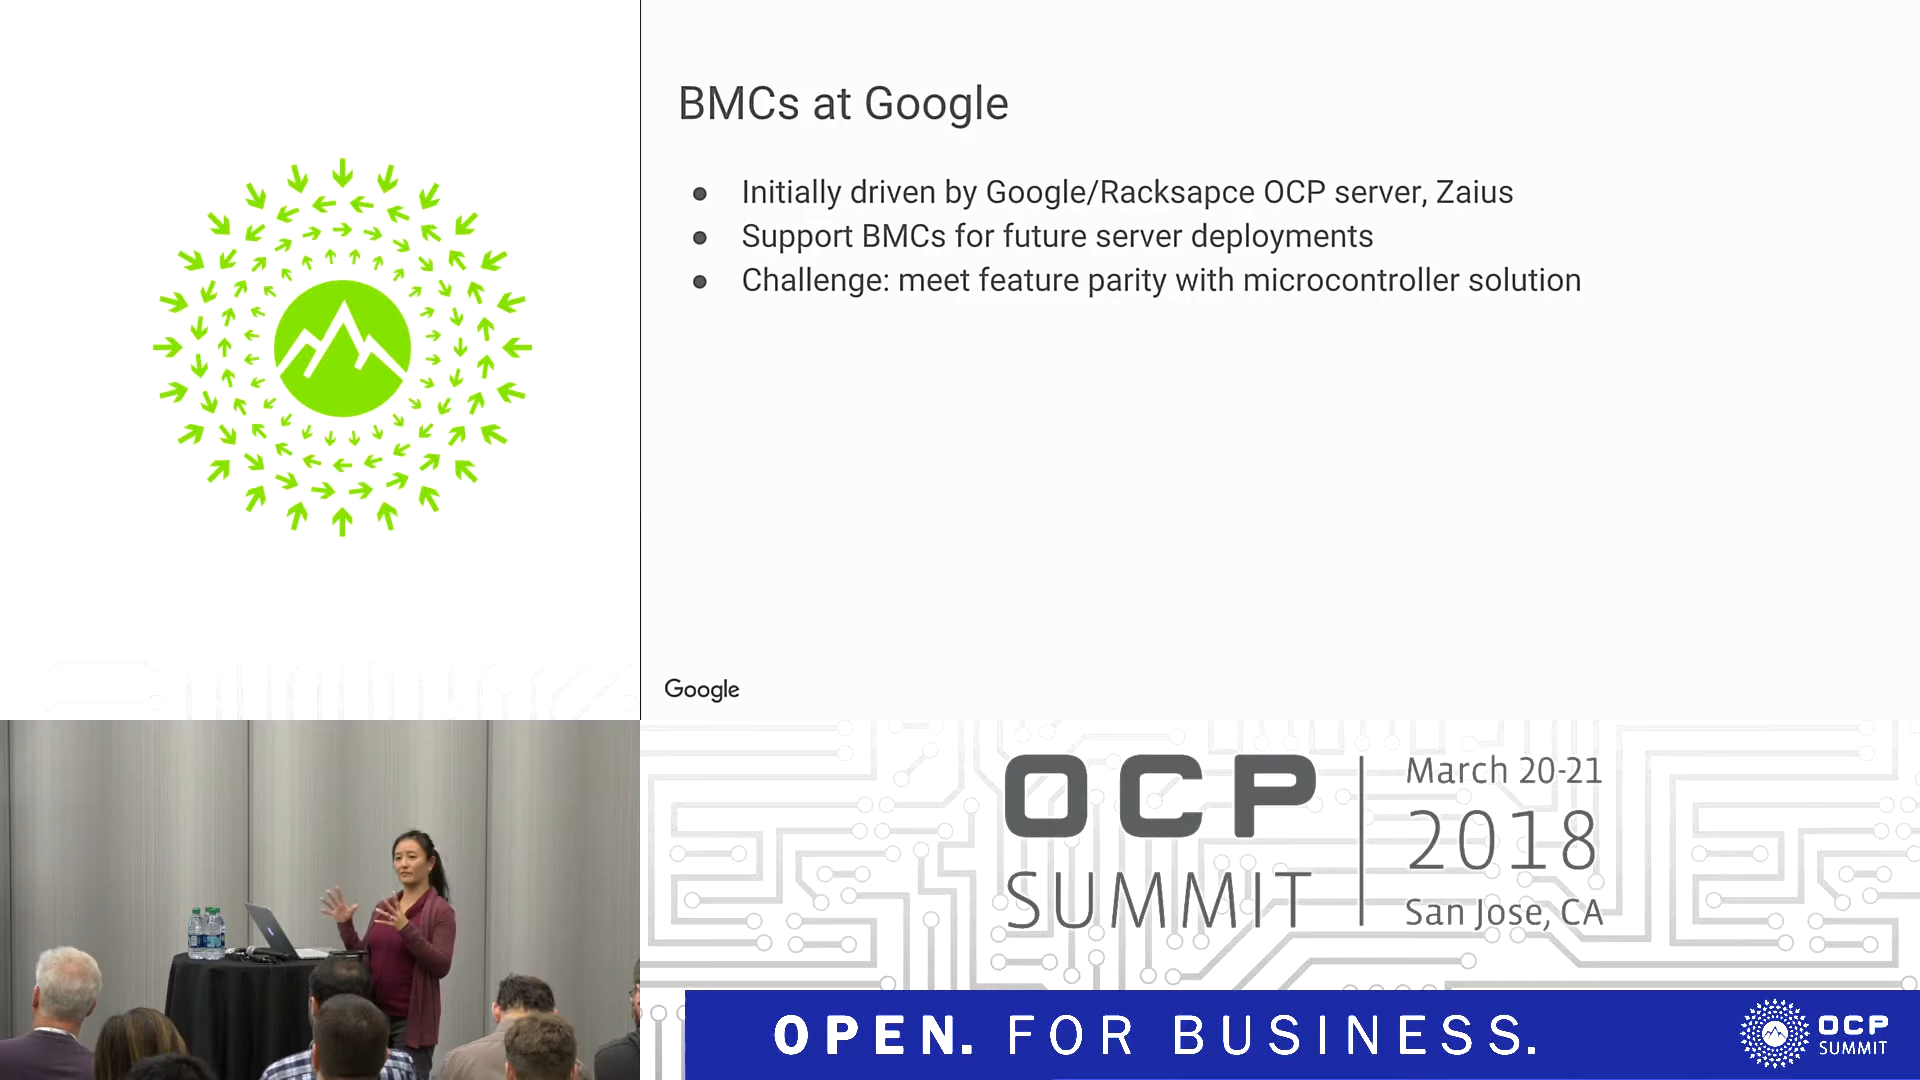 BMCs at Google
● Initially driven by Google/Racksapce OCP server, Zaius
● Support BMCs for future server deployments
● Challenge: meet feature parity with microcontroller solution
Google
OCP
SUMMIT
March 20-21
2018
San Jose, CA
OPEN. FOR BUSINESS.
OCP
SUMMIT